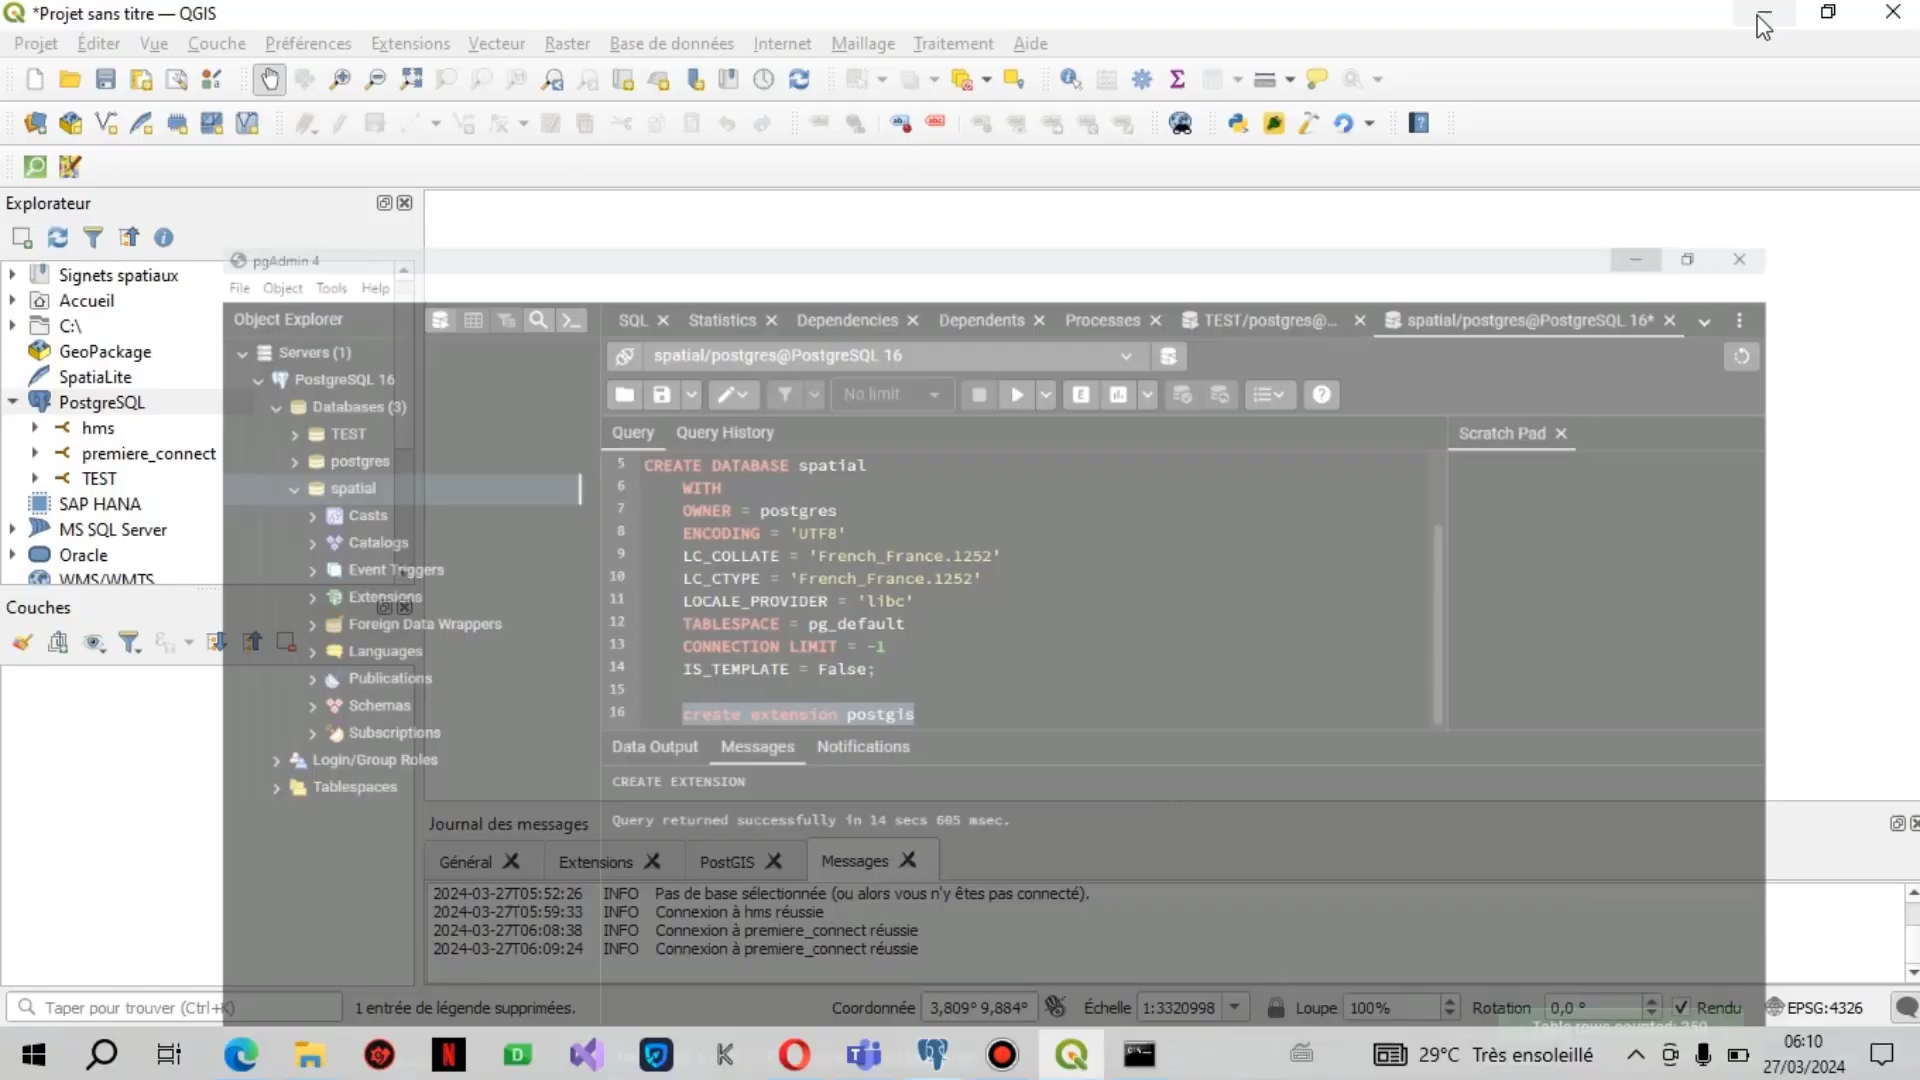 *Projet sans titre — QGIS
Projet Éditer Vue Couche Préférences Extensions Vecteur Raster Base de données Internet Maillage Traitement Aide
Explorateur
Signets spatiaux
Accueil
C:\
GeoPackage
SpatiaLite
PostgreSQL
hms
premiere_connect
TEST
SAP HANA
MS SQL Server
Oracle
WMS/WMTS
Couches
pgAdmin 4
File Object Tools Help
Object Explorer
Servers (1)
PostgreSQL 16
Databases (3)
TEST
postgres
spatial
Casts
Catalogs
Event Triggers
Extensions
Foreign Data Wrappers
Languages
Publications
Schemas
Subscriptions
Login/Group Roles
Tablespaces
SQL Statistics Dependencies Dependents Processes TEST/postgres@... spatial/postgres@PostgreSQL 16*
spatial/postgres@PostgreSQL 16
No limit
Query Query History
Scratch Pad
5 CREATE DATABASE spatial
6 WITH
7 OWNER = postgres
8 ENCODING = 'UTF8'
9 LC_COLLATE = 'French_France.1252'
10 LC_CTYPE = 'French_France.1252'
11 LOCALE_PROVIDER = 'libc'
12 TABLESPACE = pg_default
13 CONNECTION LIMIT = -1
14 IS_TEMPLATE = False;
15
16 create extension postgis
Data Output Messages Notifications
CREATE EXTENSION
Query returned successfully in 14 secs 605 msec.
Journal des messages
Général Extensions PostGIS Messages
2024-03-27T05:52:26 INFO Pas de base sélectionnée (ou alors vous n'y êtes pas connecté).
2024-03-27T05:59:33 INFO Connexion à hms réussie
2024-03-27T06:08:38 INFO Connexion à premiere_connect réussie
2024-03-27T06:09:24 INFO Connexion à premiere_connect réussie
Taper pour trouver (Ctrl+K) 1 entrée de légende supprimées. Coordonnée 3,809° 9,884° Échelle 1:3320998 Loupe 100% Rotation 0,0 ° Rendu EPSG:4326
29°C Très ensoleillé
06:10
27/03/2024